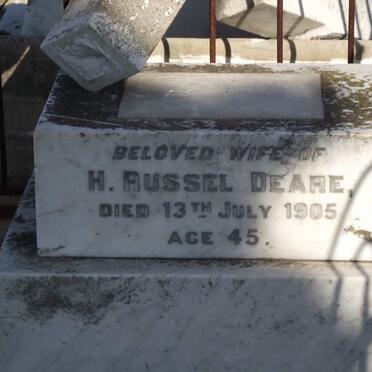 BELOVED WIFE OF
H. RUSSEL DEARE,
DIED 13TH JULY 1905
AGE 45.